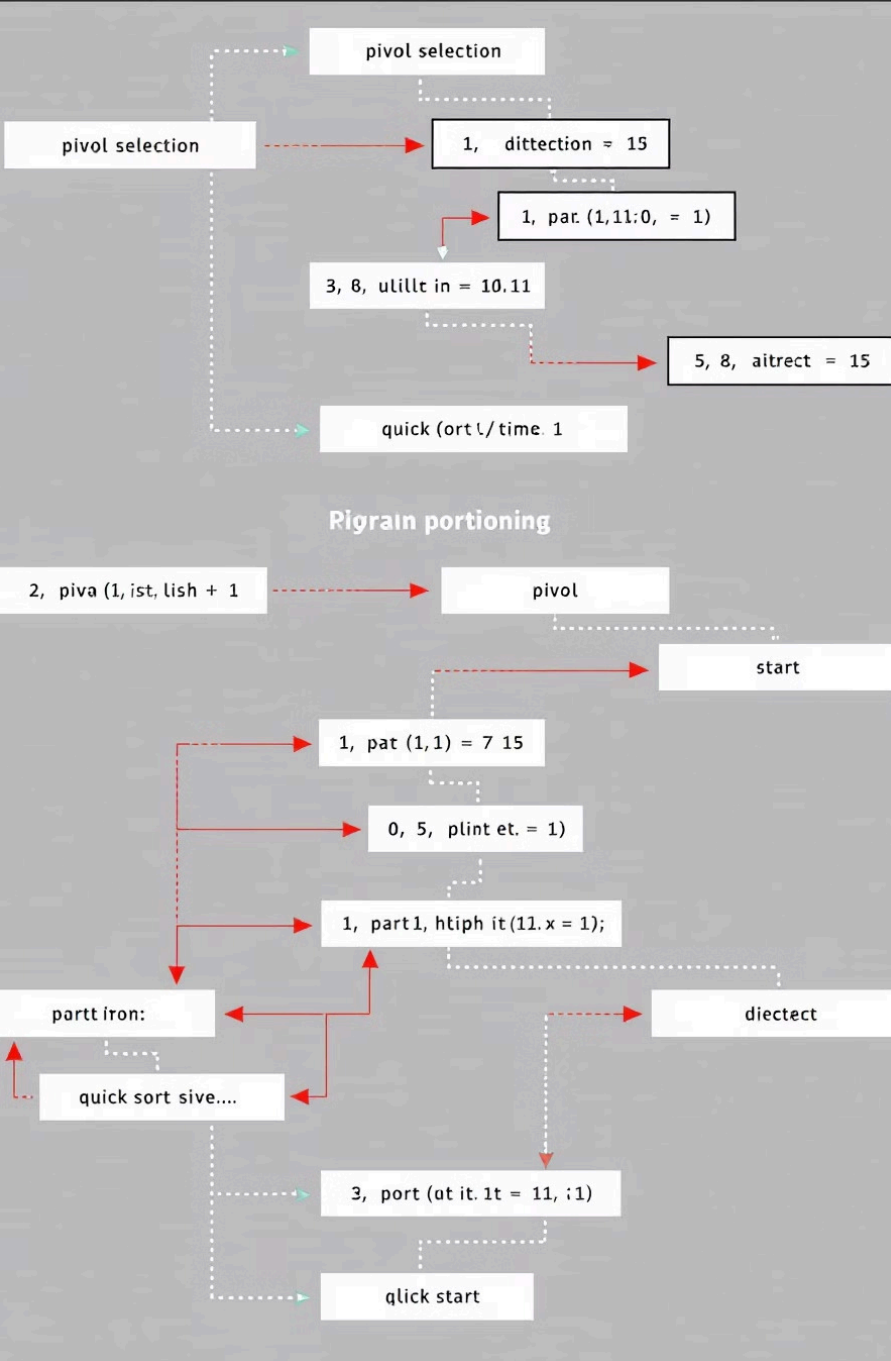 pivol selection
pivol selection
1, dittection = 15
1, par. (1,11:0, = 1)
3, 8, ulillt in = 10.11
5, 8, aitrect = 15
quick (ort t/ time. 1
Rigrain portioning
2, piva (1, ist, lish + 1
pivol
start
1, pat (1,1) = 7 15
0, 5, plint et. = 1)
1, part1, htiph it (11. x = 1);
partt iron:
diectect
quick sort sive....
3, port (ut it. 1t = 11, ;1)
qlick start